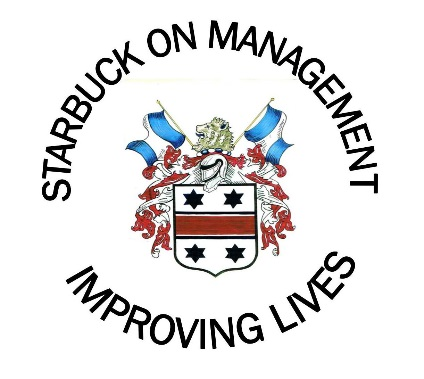 STARBUCK ON MANAGEMENT
IMPROVING LIVES